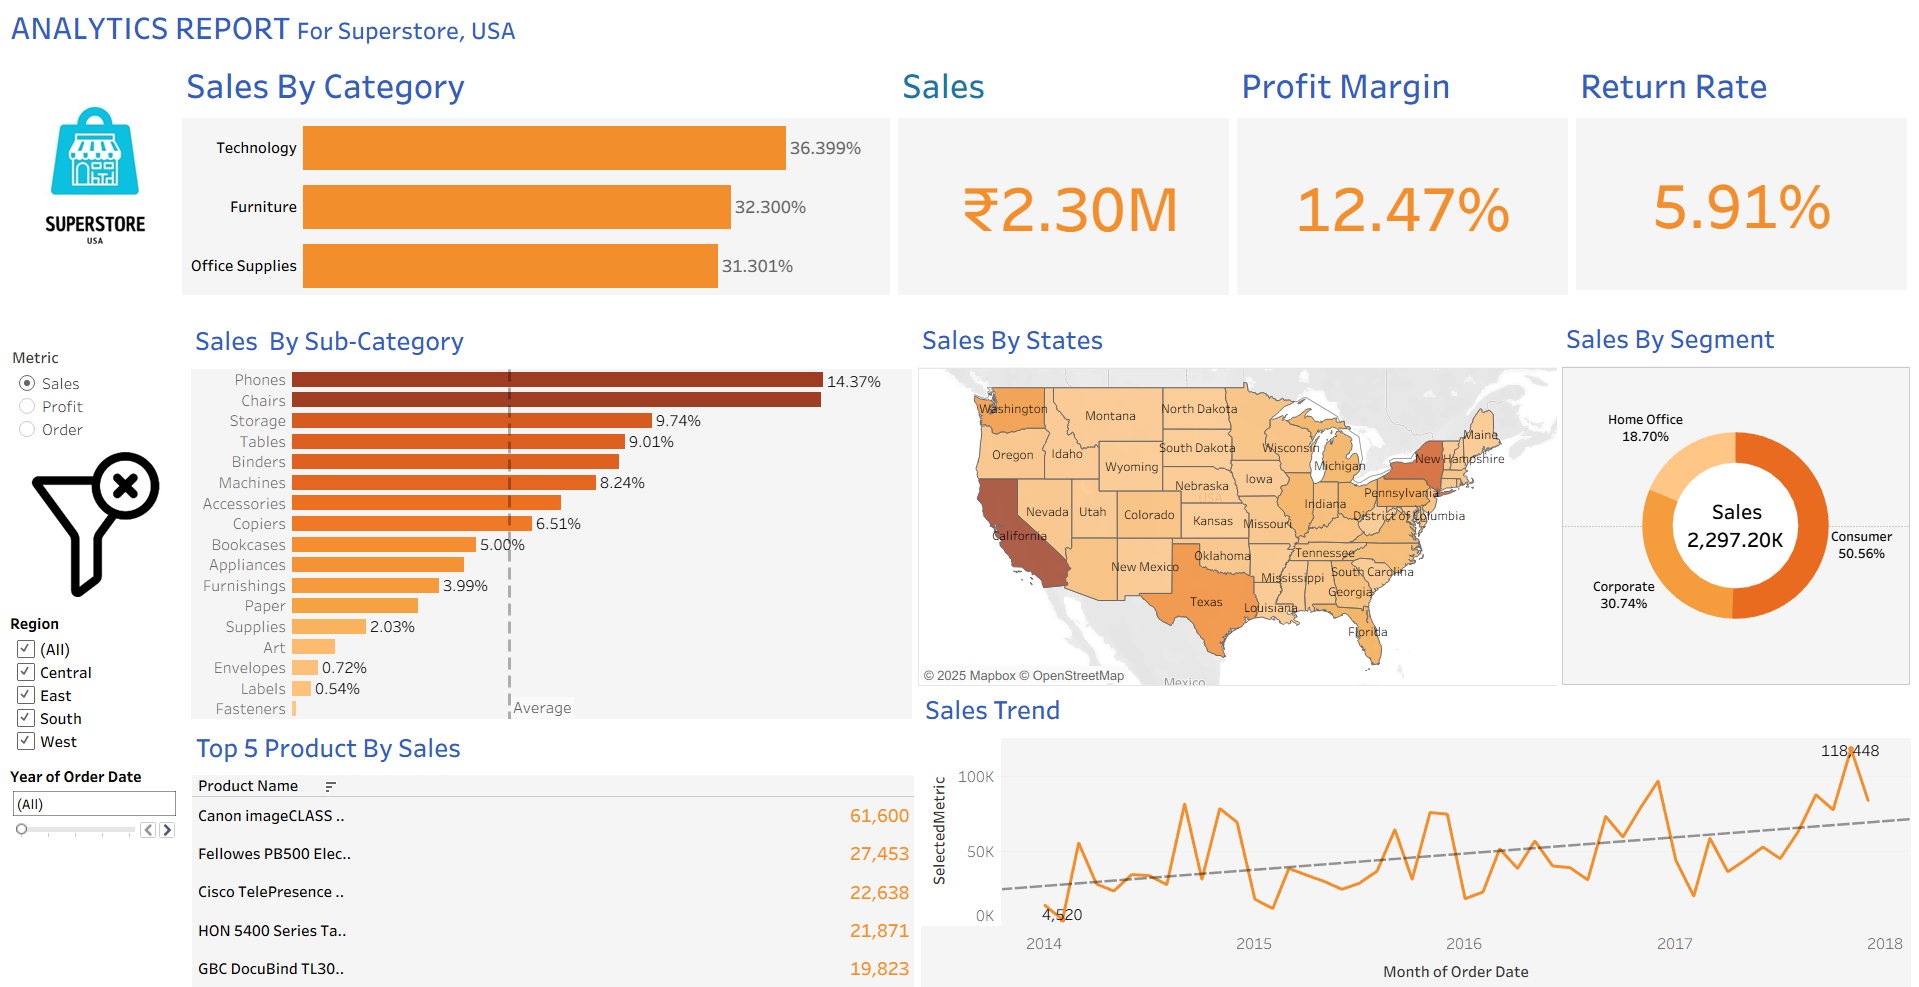 ANALYTICS REPORT For Superstore, USA
SUPERSTORE
USA
Sales By Category
Technology 36.399%
Furniture 32.300%
Office Supplies 31.301%
Sales
₹2.30M
Profit Margin
12.47%
Return Rate
5.91%
Metric
Sales
Profit
Order
Region
(All)
Central
East
South
West
Year of Order Date
(All)
Sales By Sub-Category
Phones 14.37%
Chairs
Storage 9.74%
Tables 9.01%
Binders
Machines 8.24%
Accessories
Copiers 6.51%
Bookcases 5.00%
Appliances
Furnishings 3.99%
Paper
Supplies 2.03%
Art
Envelopes 0.72%
Labels 0.54%
Fasteners
Average
Sales By States
Washington
Montana
North Dakota
Oregon
Idaho
South Dakota
Wisconsin
Maine
Wyoming
Michigan
New Hampshire
Nebraska
Iowa
USA
Pennsylvania
Nevada
Utah
Colorado
Kansas
Missouri
Indiana
District of Columbia
California
New Mexico
Oklahoma
Tennessee
Mississippi
South Carolina
Georgia
Texas
Louisiana
Florida
© 2025 Mapbox © OpenStreetMap
Mexico
Sales By Segment
Home Office
18.70%
Sales
2,297.20K
Consumer
50.56%
Corporate
30.74%
Top 5 Product By Sales
Product Name
Canon imageCLASS .. 61,600
Fellowes PB500 Elec.. 27,453
Cisco TelePresence .. 22,638
HON 5400 Series Ta.. 21,871
GBC DocuBind TL30.. 19,823
Sales Trend
SelectedMetric
100K
50K
0K
118,448
4,520
2014 2015 2016 2017 2018
Month of Order Date